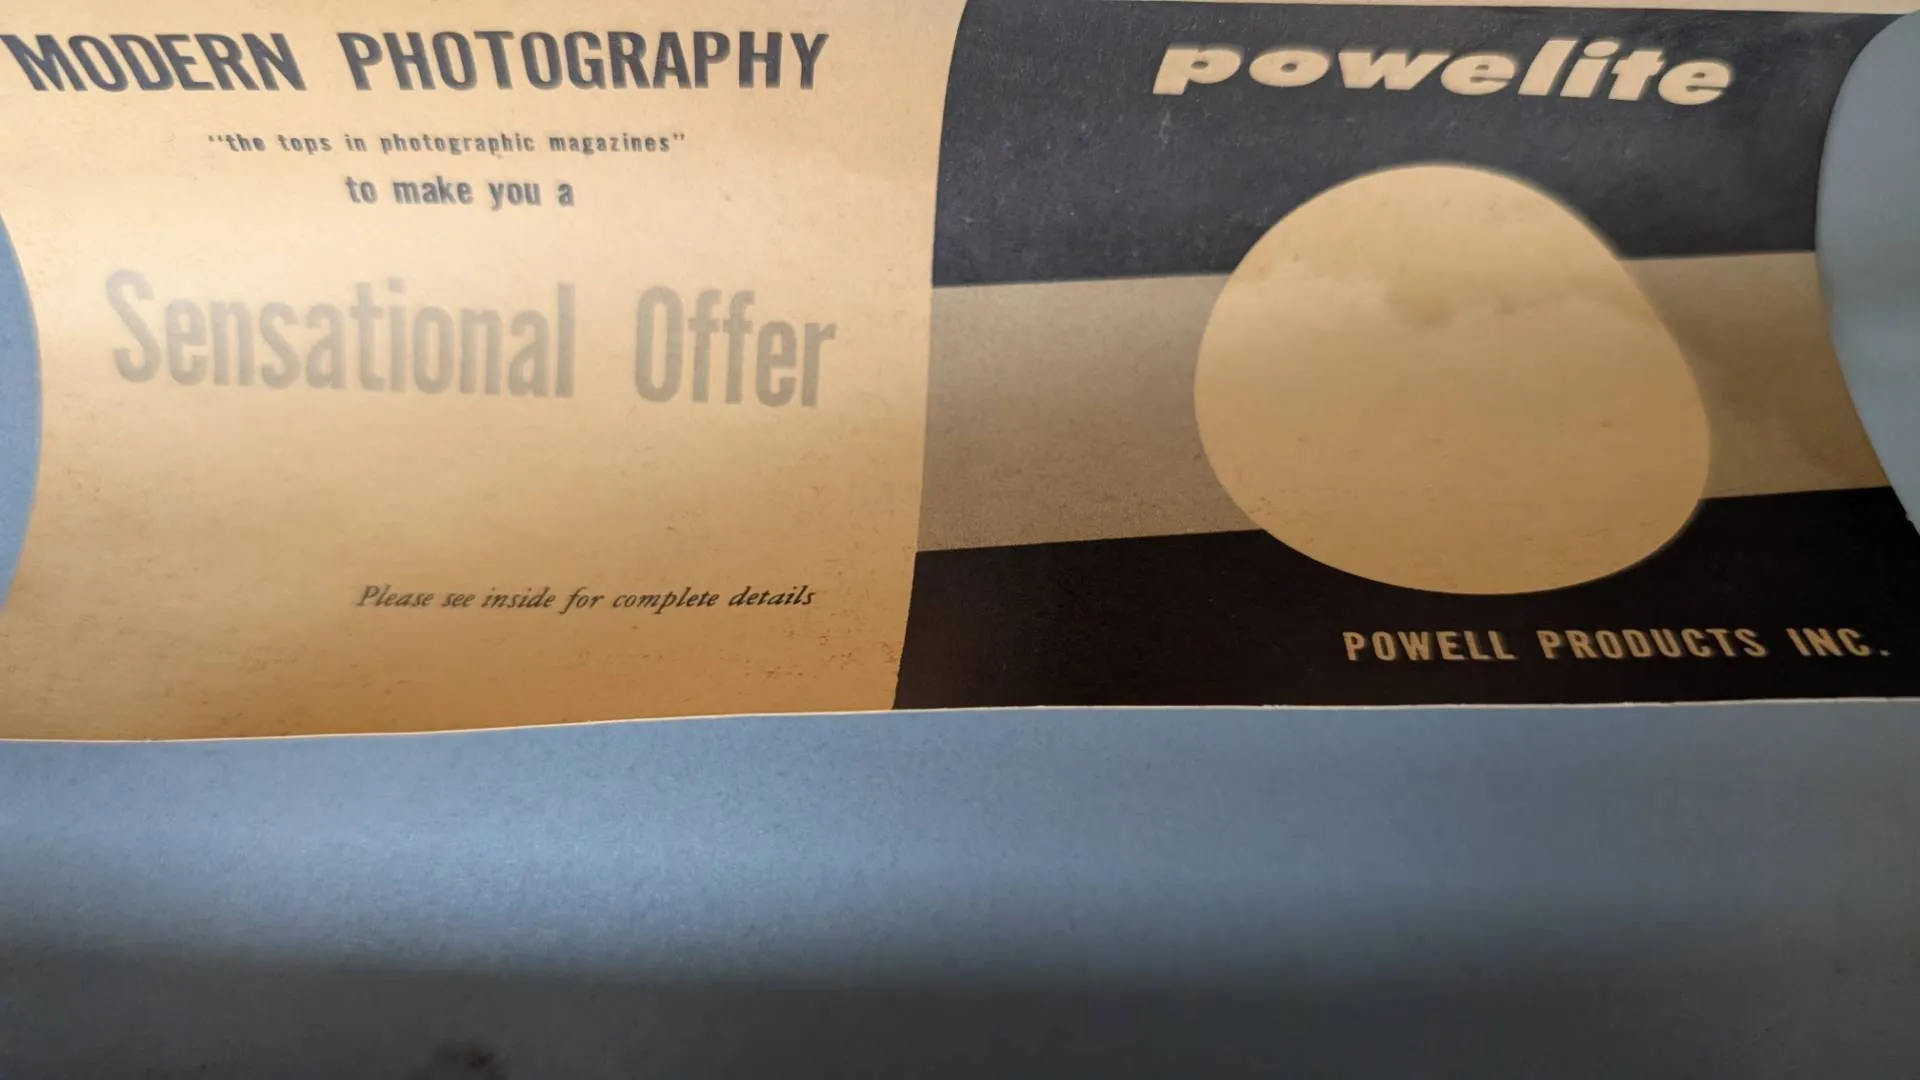 MODERN PHOTOGRAPHY
"the tops in photographic magazines"
to make you a
Sensational Offer
Please see inside for complete details
powelite
POWELL PRODUCTS INC.